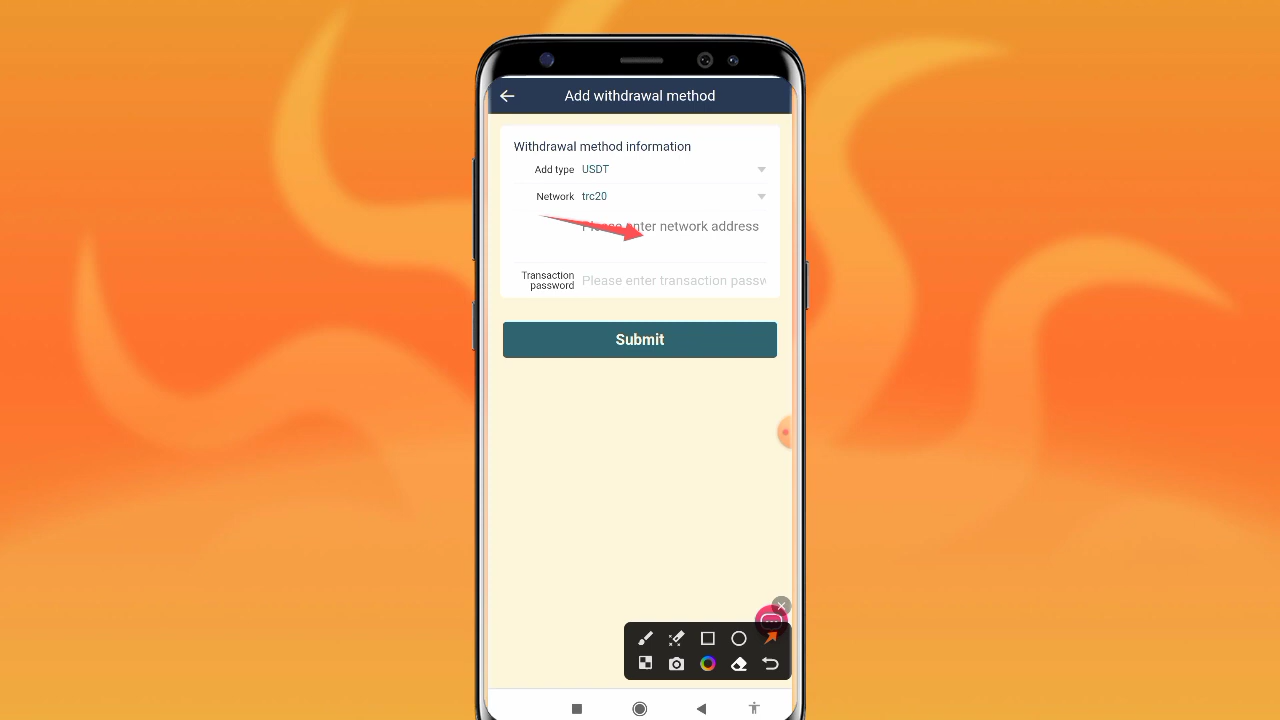 Add withdrawal method
Withdrawal method information
Add type USDT
Network trc20
Please enter network address
Transaction
password Please enter transaction passw
Submit